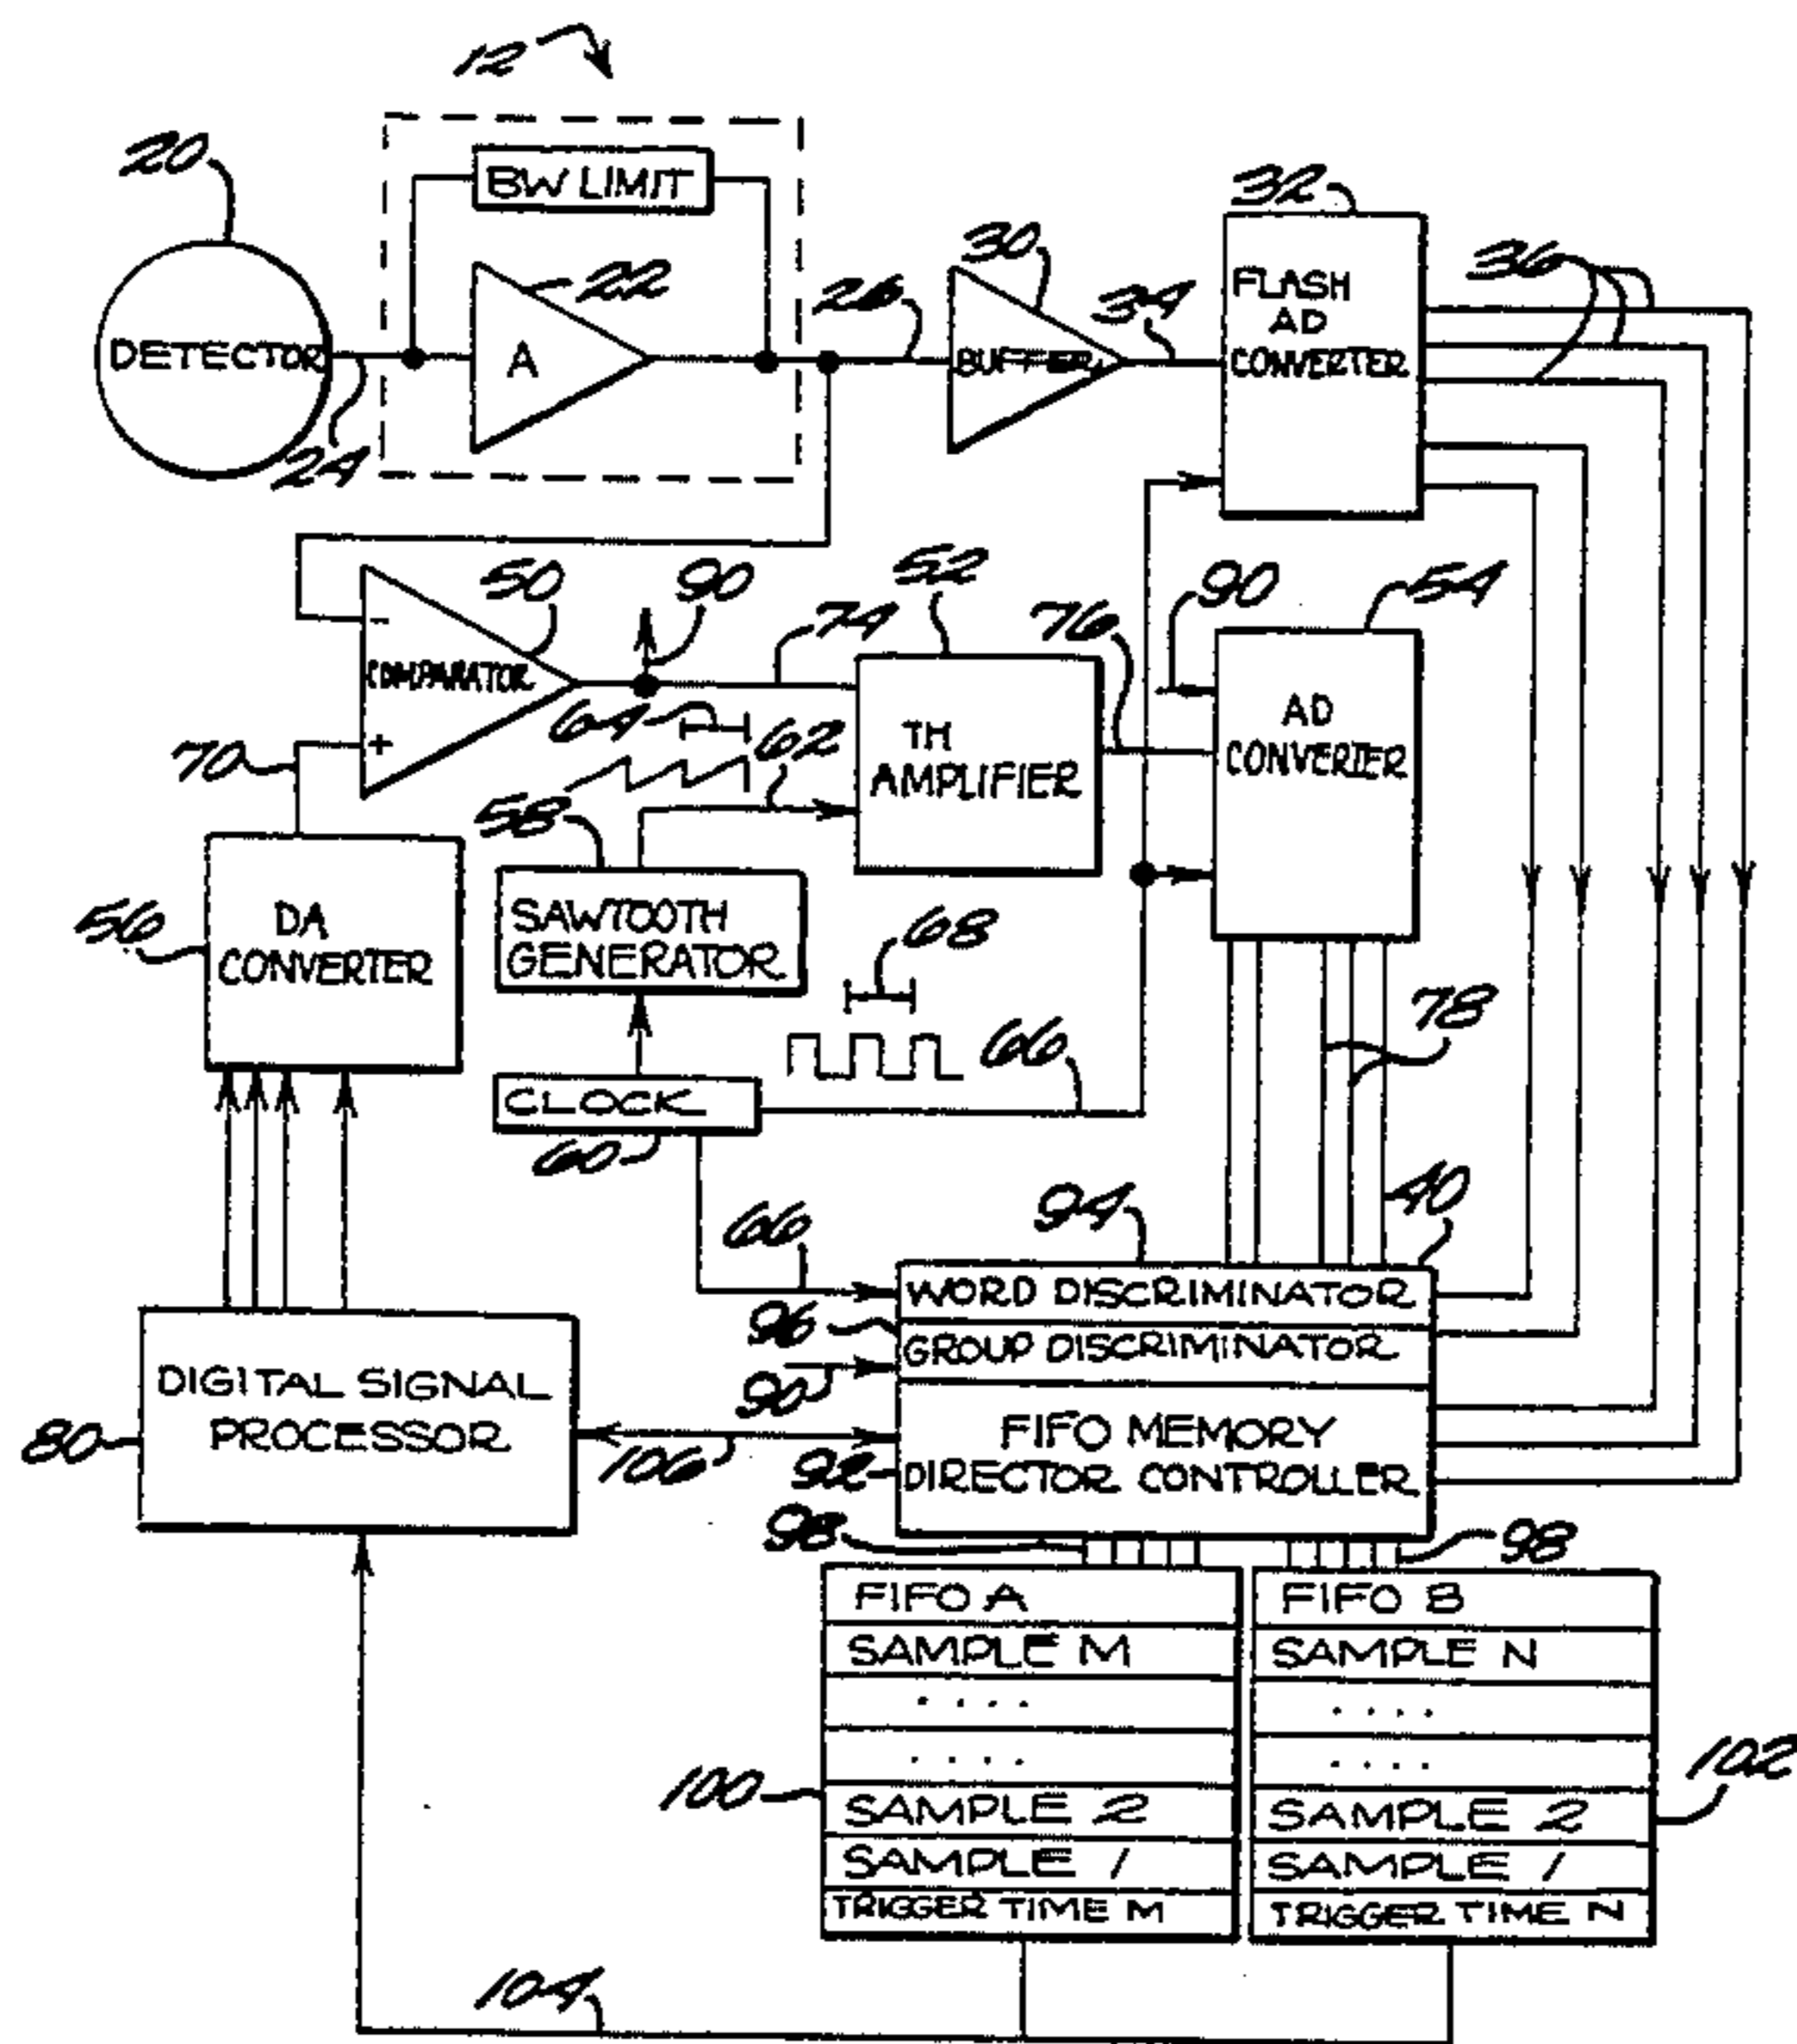 12
20
BW LIMIT
32
22
30
36
26
34
FLASH
AD
CONVERTER
DETECTOR
A
BUFFER
24
50
90
52
90
54
74
76
COMPARATOR
64
62
TH
AMPLIFIER
AD
CONVERTER
70
58
56
DA
CONVERTER
SAWTOOTH
GENERATOR
68
78
66
CLOCK
60
66
94
40
WORD DISCRIMINATOR
96
GROUP DISCRIMINATOR
90
DIGITAL SIGNAL
PROCESSOR
80
106
FIFO MEMORY
92
DIRECTOR CONTROLLER
98
98
FIFO A
FIFO B
SAMPLE M
SAMPLE N
. . . .
. . . .
. . . .
. . . .
100
102
SAMPLE 2
SAMPLE 2
SAMPLE 1
SAMPLE 1
TRIGGER TIME M
TRIGGER TIME N
104
-
+